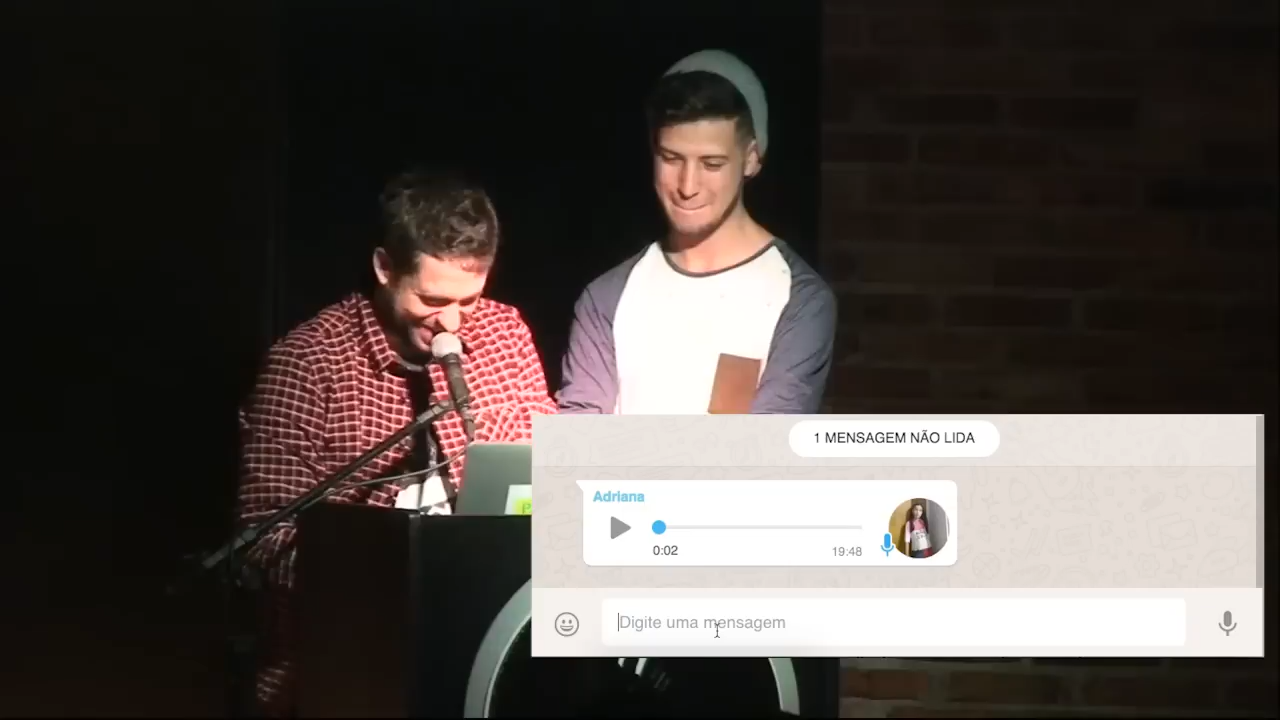 1 MENSAGEM NÃO LIDA
Adriana
0:02
19:48
Digite uma mensagem